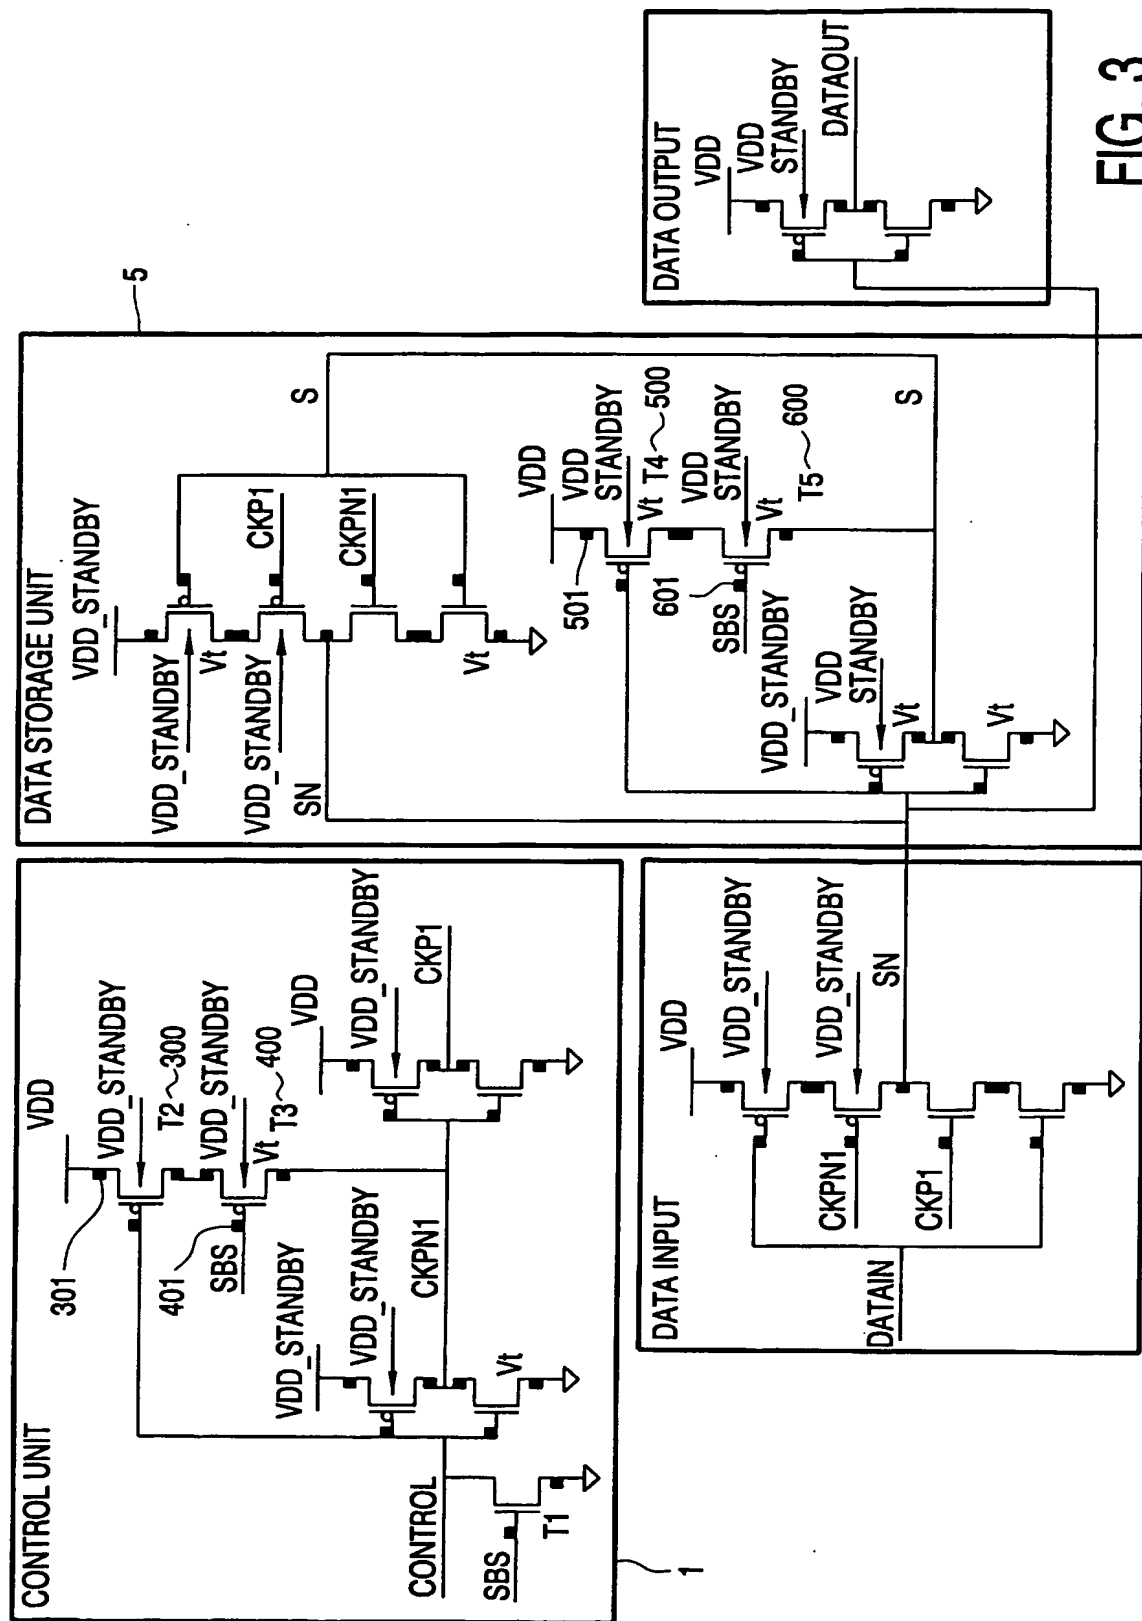 CONTROL UNIT
301
VDD
VDD_STANDBY
T2~300
401
SBS
VDD_STANDBY
Vt
T3~400
VDD_STANDBY
VDD_STANDBY
VDD
VDD_STANDBY
CKPN1
CKP1
CONTROL
Vt
SBS
T1
1
DATA STORAGE UNIT
5
VDD_STANDBY
VDD_STANDBY
Vt
VDD_STANDBY
CKP1
SN
CKPN1
Vt
S
501
VDD
VDD
STANDBY
Vt
T4~500
601
SBS
VDD
STANDBY
Vt
T5~600
VDD_STANDBY
VDD
STANDBY
Vt
Vt
S
DATA INPUT
VDD
VDD_STANDBY
CKPN1
VDD_STANDBY
SN
CKP1
DATAIN
DATA OUTPUT
VDD
VDD
STANDBY
DATAOUT
FIG. 3